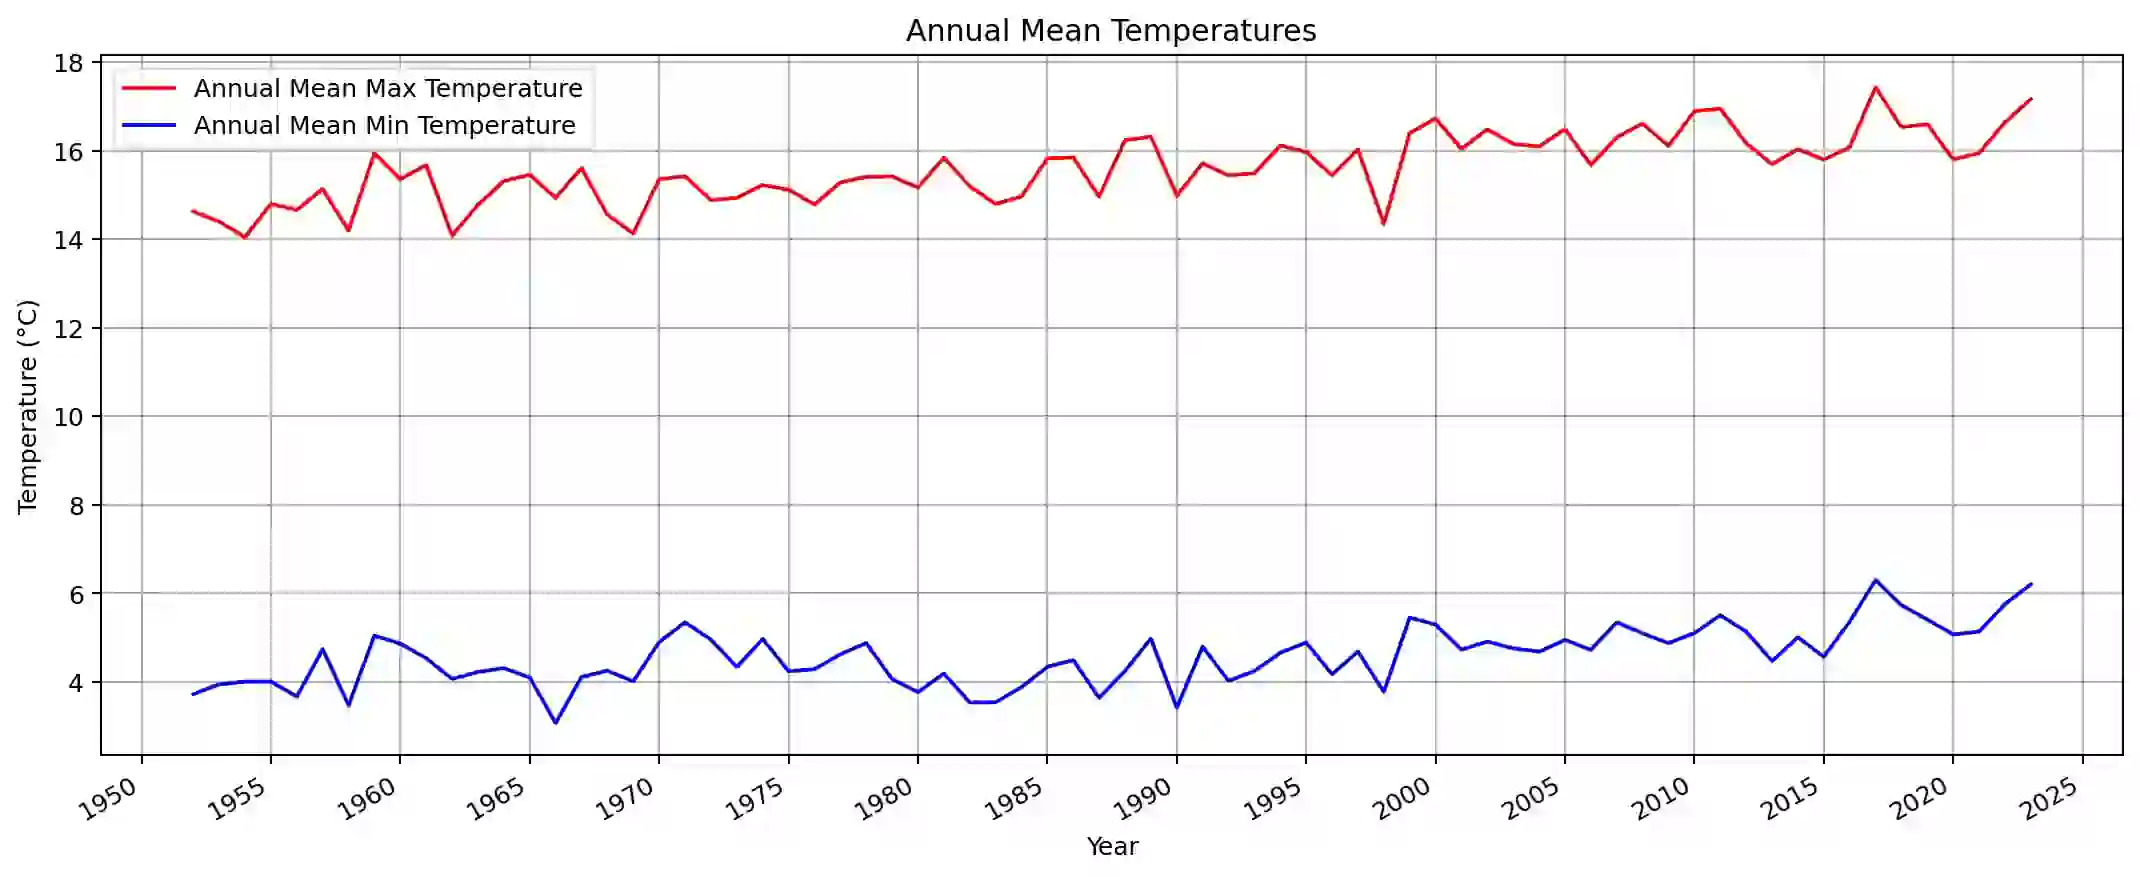 Annual Mean Temperatures
18
Annual Mean Max Temperature
Annual Mean Min Temperature
16
14
12
10
8
6
4
Temperature (°C)
1950 1955 1960 1965 1970 1975 1980 1985 1990 1995 2000 2005 2010 2015 2020 2025
Year